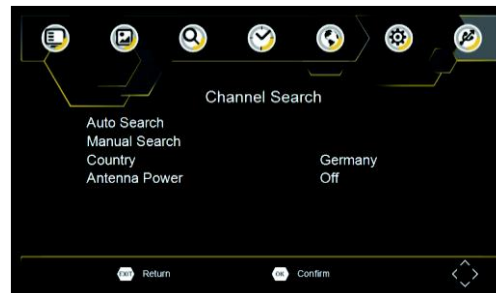 Channel Search
Auto Search
Manual Search
Country Germany
Antenna Power Off
EXIT Return OK Confirm